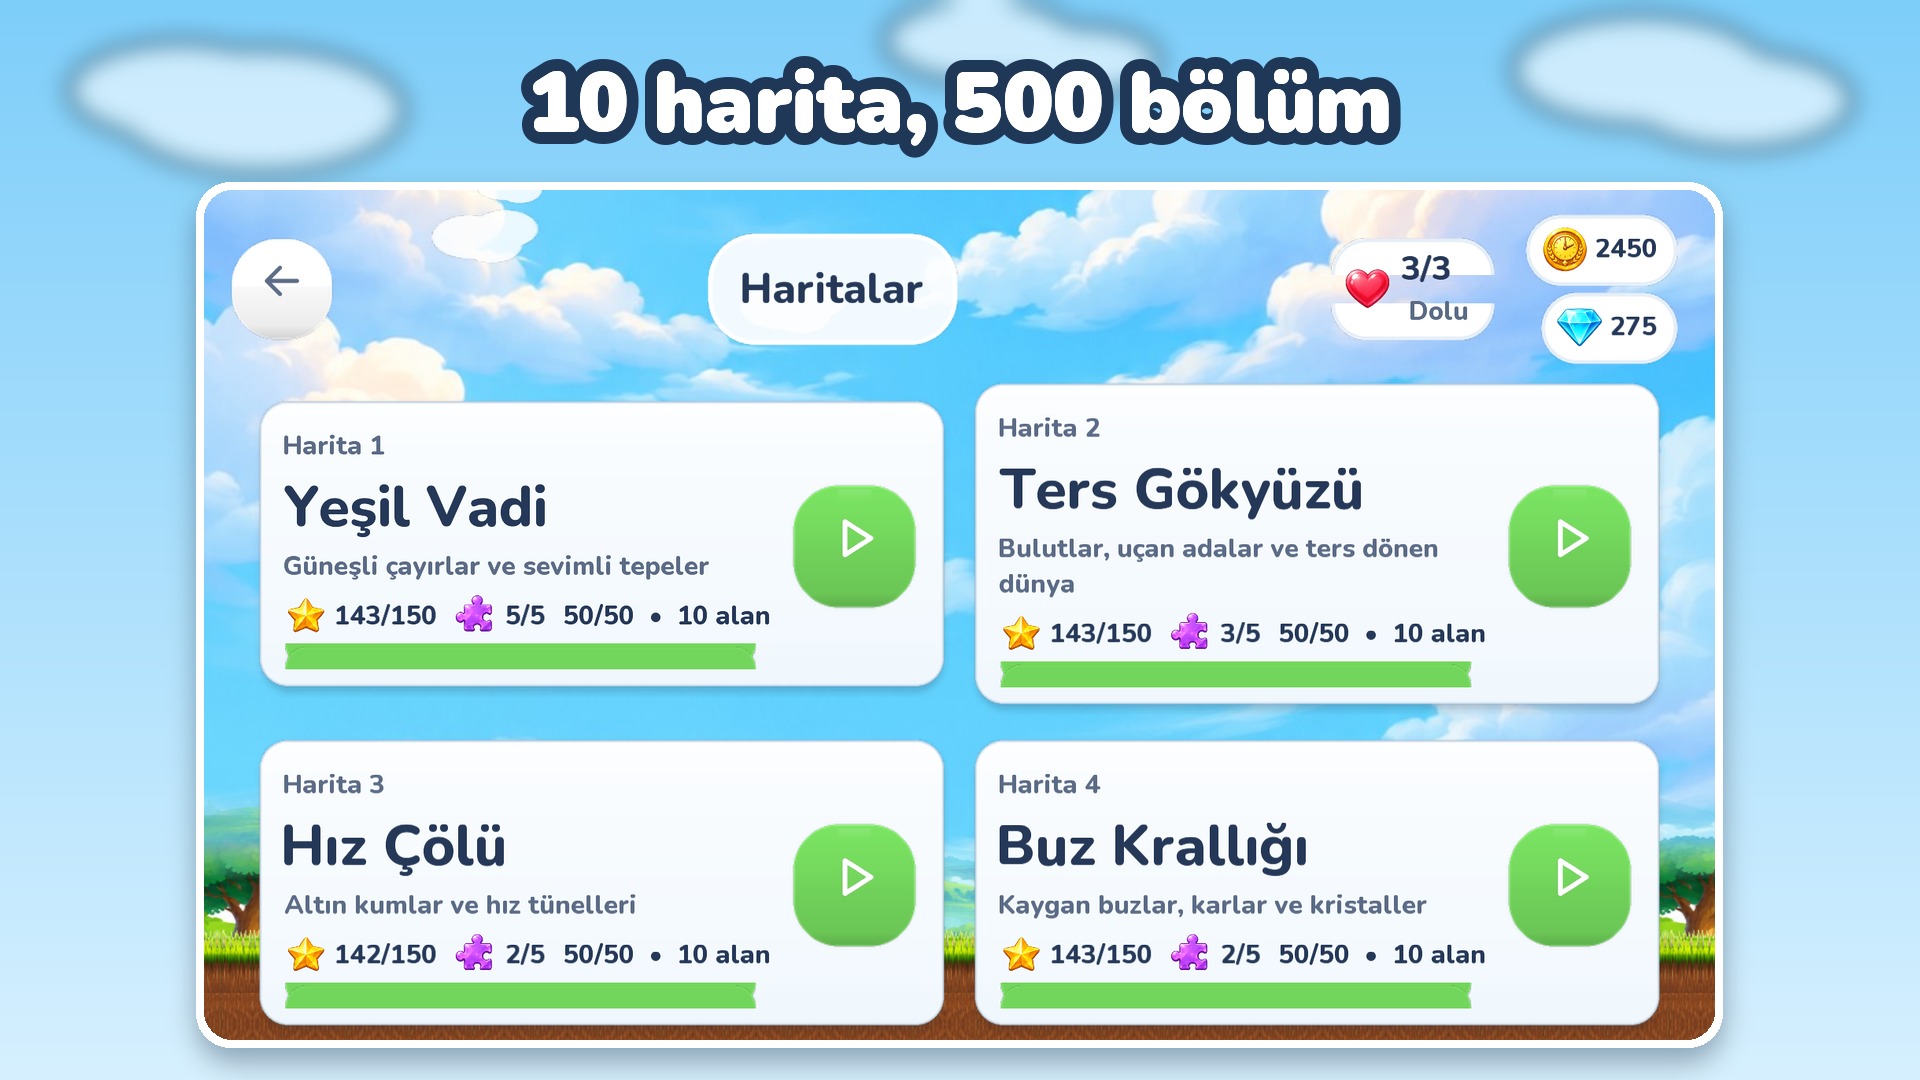 10 harita, 500 bölüm
Haritalar
3/3
Dolu
2450
275
Harita 1
Yeşil Vadi
Güneşli çayırlar ve sevimli tepeler
143/150 5/5 50/50 • 10 alan
Harita 2
Ters Gökyüzü
Bulutlar, uçan adalar ve ters dönen
dünya
143/150 3/5 50/50 • 10 alan
Harita 3
Hız Çölü
Altın kumlar ve hız tünelleri
142/150 2/5 50/50 • 10 alan
Harita 4
Buz Krallığı
Kaygan buzlar, karlar ve kristaller
143/150 2/5 50/50 • 10 alan